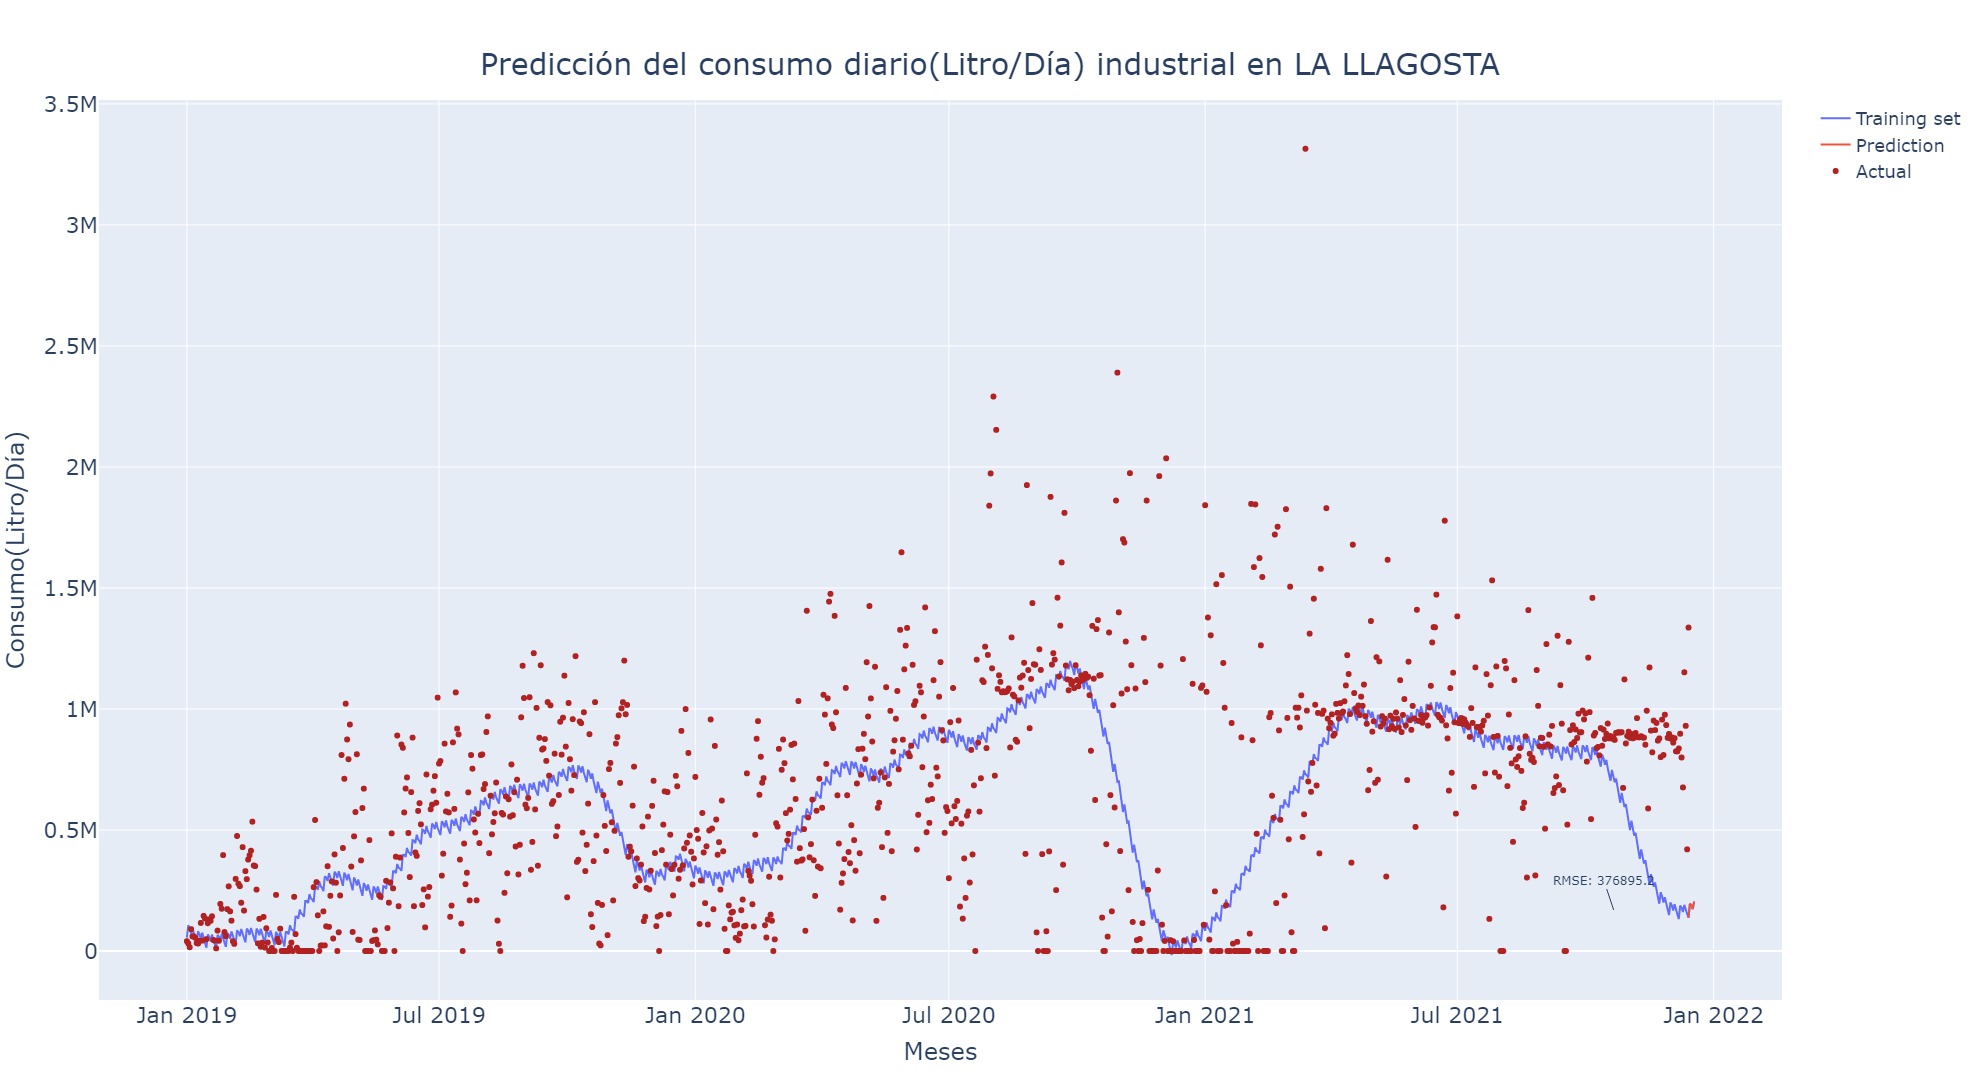 Predicción del consumo diario(Litro/Día) industrial en LA LLAGOSTA
3.5M
3M
2.5M
2M
1.5M
1M
0.5M
0
Consumo(Litro/Día)
Training set
Prediction
Actual
RMSE: 376895.2
Jan 2019
Jul 2019
Jan 2020
Jul 2020
Jan 2021
Jul 2021
Jan 2022
Meses